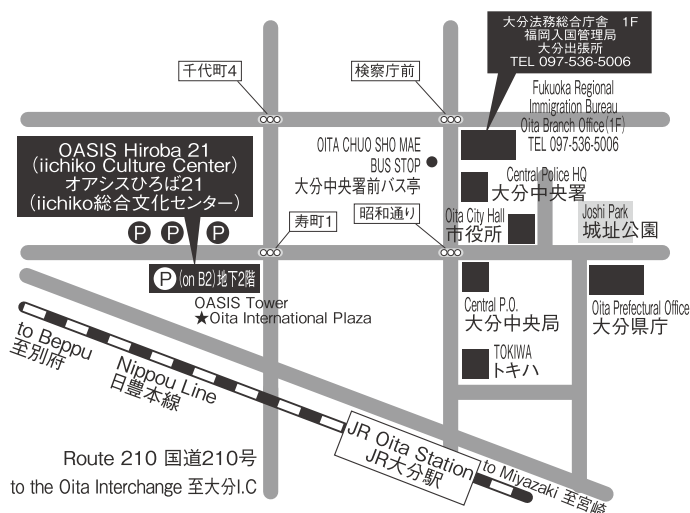 大分法務総合庁舎　1F
福岡入国管理局
大分出張所
TEL 097-536-5006
千代町4
検察庁前
Fukuoka Regional
Immigration Bureau
Oita Branch Office(1F)
TEL 097-536-5006
OASIS Hiroba 21
(iichiko Culture Center)
オアシスひろば21
(iichiko総合文化センター)
OITA CHUO SHO MAE
BUS STOP
大分中央署前バス亭
Central Police HQ
大分中央署
P P P
寿町1
昭和通り
Oita City Hall
市役所
Joshi Park
城址公園
P (on B2)地下2階
OASIS Tower
★Oita International Plaza
Central P.O.
大分中央局
Oita Prefectural Office
大分県庁
TOKIWA
トキハ
to Beppu
至別府
Nippou Line
日豊本線
JR Oita Station
JR大分駅
to Miyazaki 至宮崎
Route 210 国道210号
to the Oita Interchange 至大分I.C